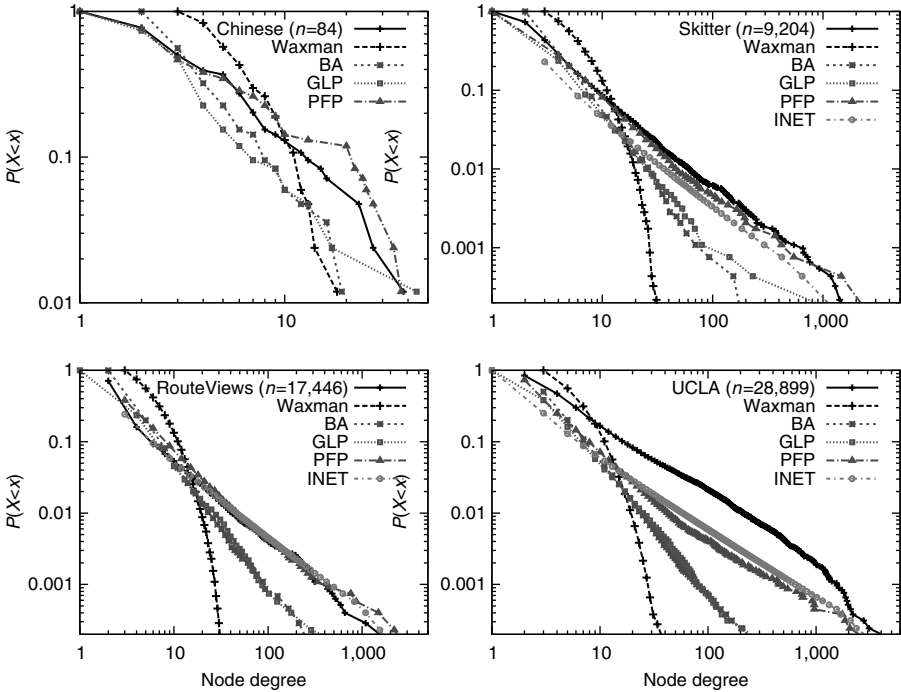 1
0.1
0.01
P(X<x)
1
10
Chinese (n=84)
Waxman
BA
GLP
PFP
1
0.1
0.01
0.001
P(X<x)
1
10
100
1,000
Skitter (n=9,204)
Waxman
BA
GLP
PFP
INET
1
0.1
0.01
0.001
P(X<x)
1
10
100
1,000
Node degree
RouteViews (n=17,446)
Waxman
BA
GLP
PFP
INET
1
0.1
0.01
0.001
P(X<x)
1
10
100
1,000
Node degree
UCLA (n=28,899)
Waxman
BA
GLP
PFP
INET